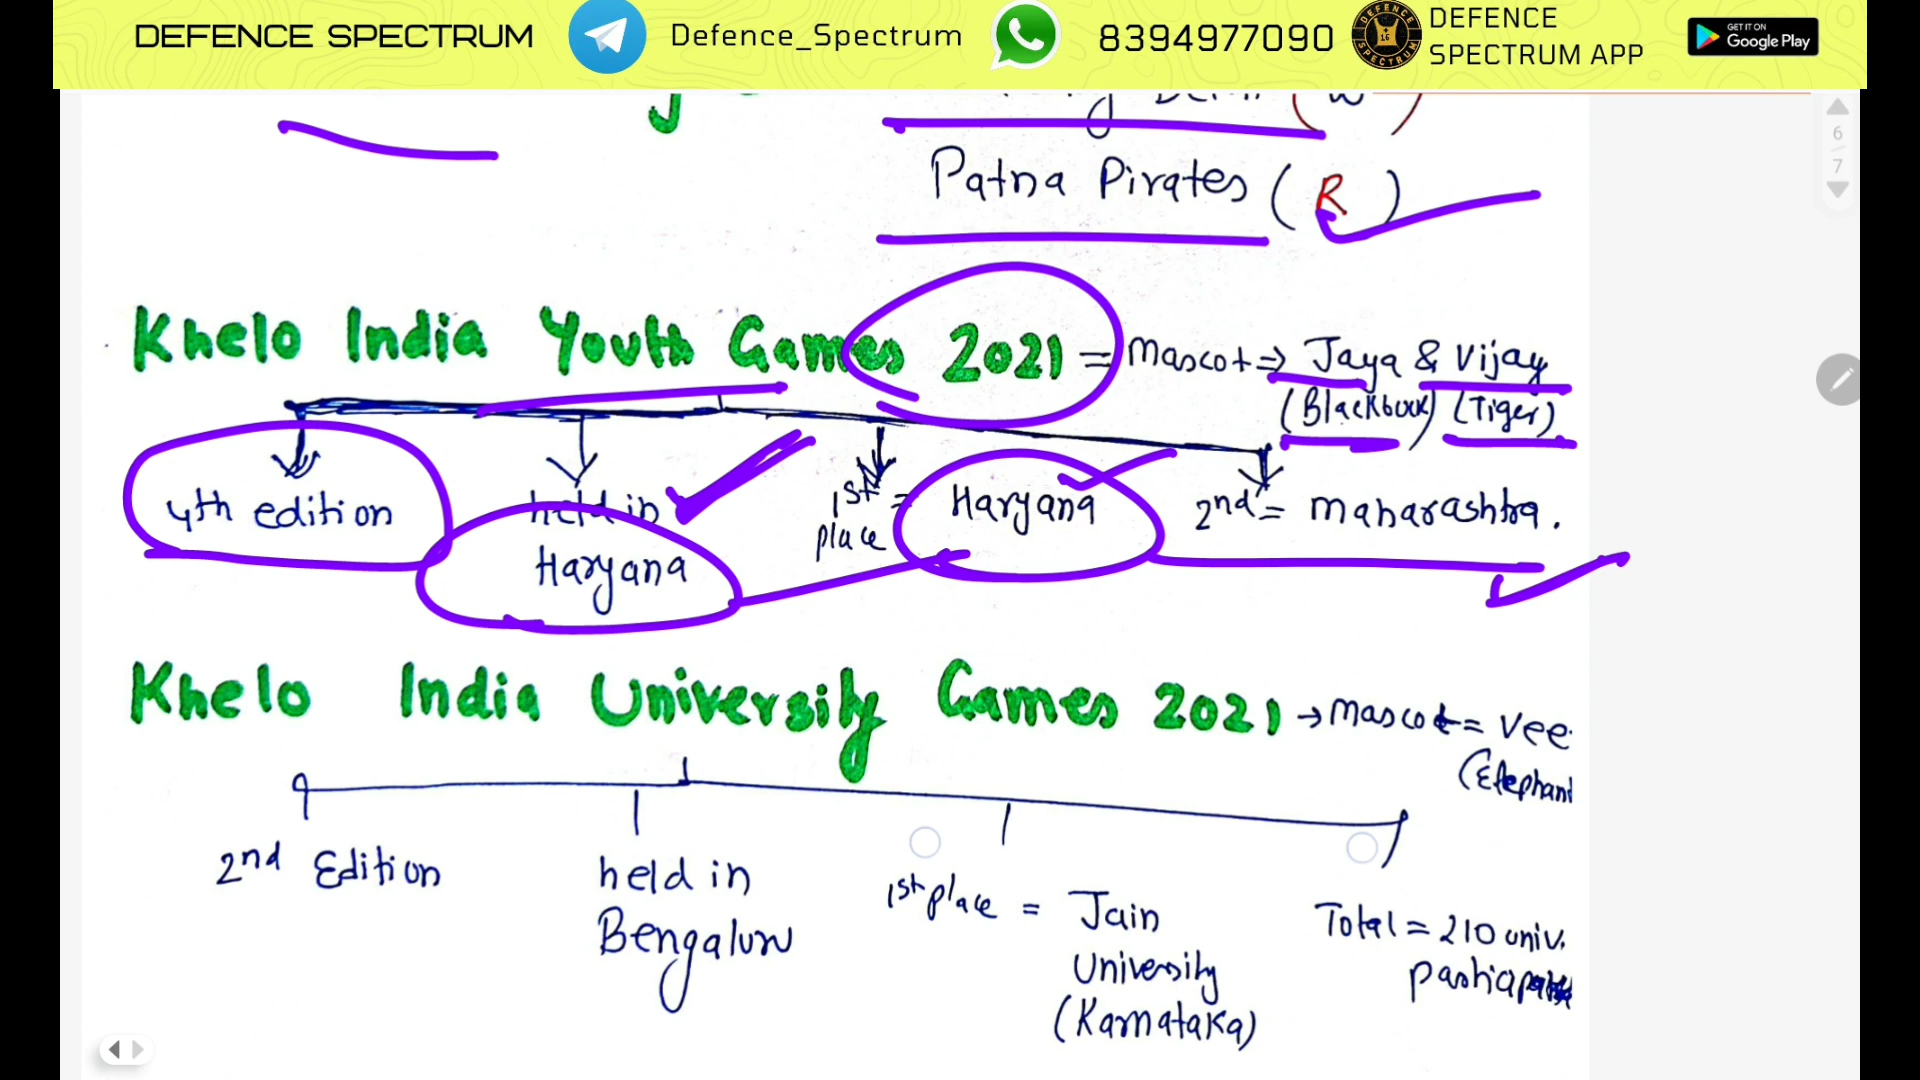 DEFENCE SPECTRUM
Defence_Spectrum
8394977090
DEFENCE
SPECTRUM APP
GET IT ON
Google Play
6
7
Patna Pirates (R)
Khelo India Youth Games 2021 = Mascot ⇒ Jaya & Vijay
(Blackbuck) (Tiger)
4th edition
held in
Haryana
1st place = Haryana
2nd = maharashtra.
Khelo India University Games 2021 → Mascot = Vee
(Elephant
2nd Edition
held in
Bengaluru
1st place = Jain
University
(Karnataka)
Total = 210 univ.